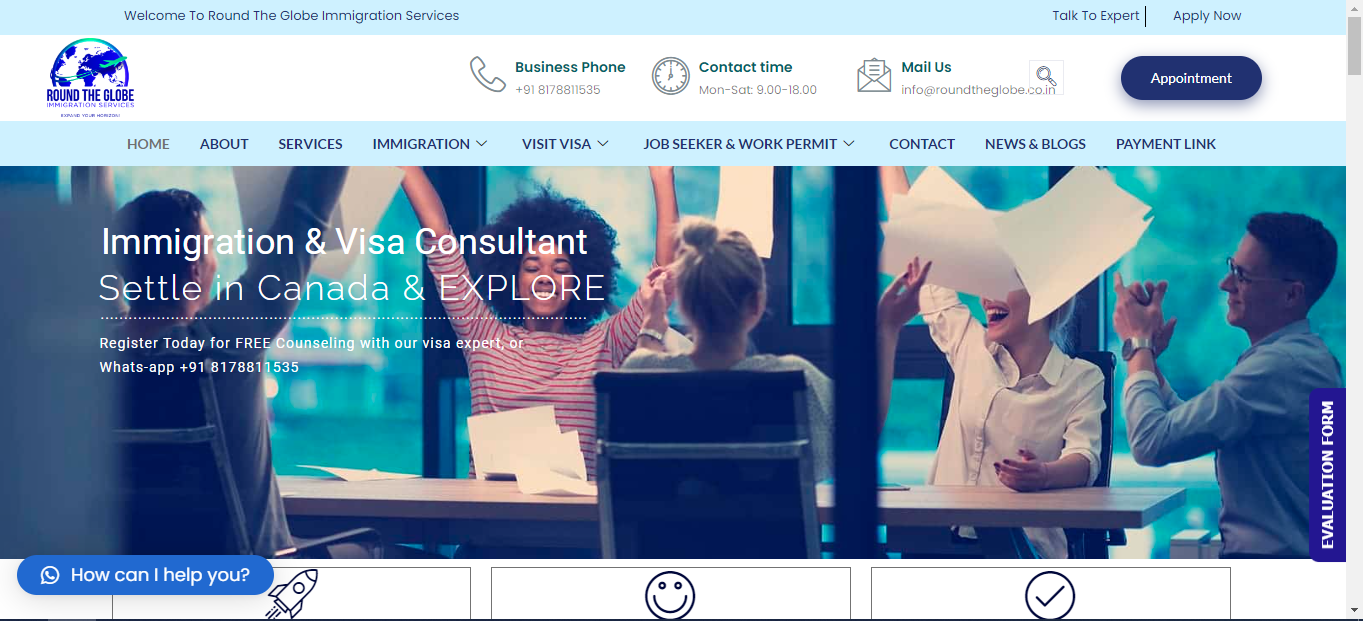 Welcome To Round The Globe Immigration Services
Talk To Expert
Apply Now
ROUND THE GLOBE
IMMIGRATION SERVICES
EXPAND YOUR HORIZON!
Business Phone
+91 8178811535
Contact time
Mon-Sat: 9.00-18.00
Mail Us
info@roundtheglobe.co.in
Appointment
HOME ABOUT SERVICES IMMIGRATION VISIT VISA JOB SEEKER & WORK PERMIT CONTACT NEWS & BLOGS PAYMENT LINK
Immigration & Visa Consultant
Settle in Canada & EXPLORE
Register Today for FREE Counseling with our visa expert, or
Whats-app +91 8178811535
EVALUATION FORM
How can I help you?